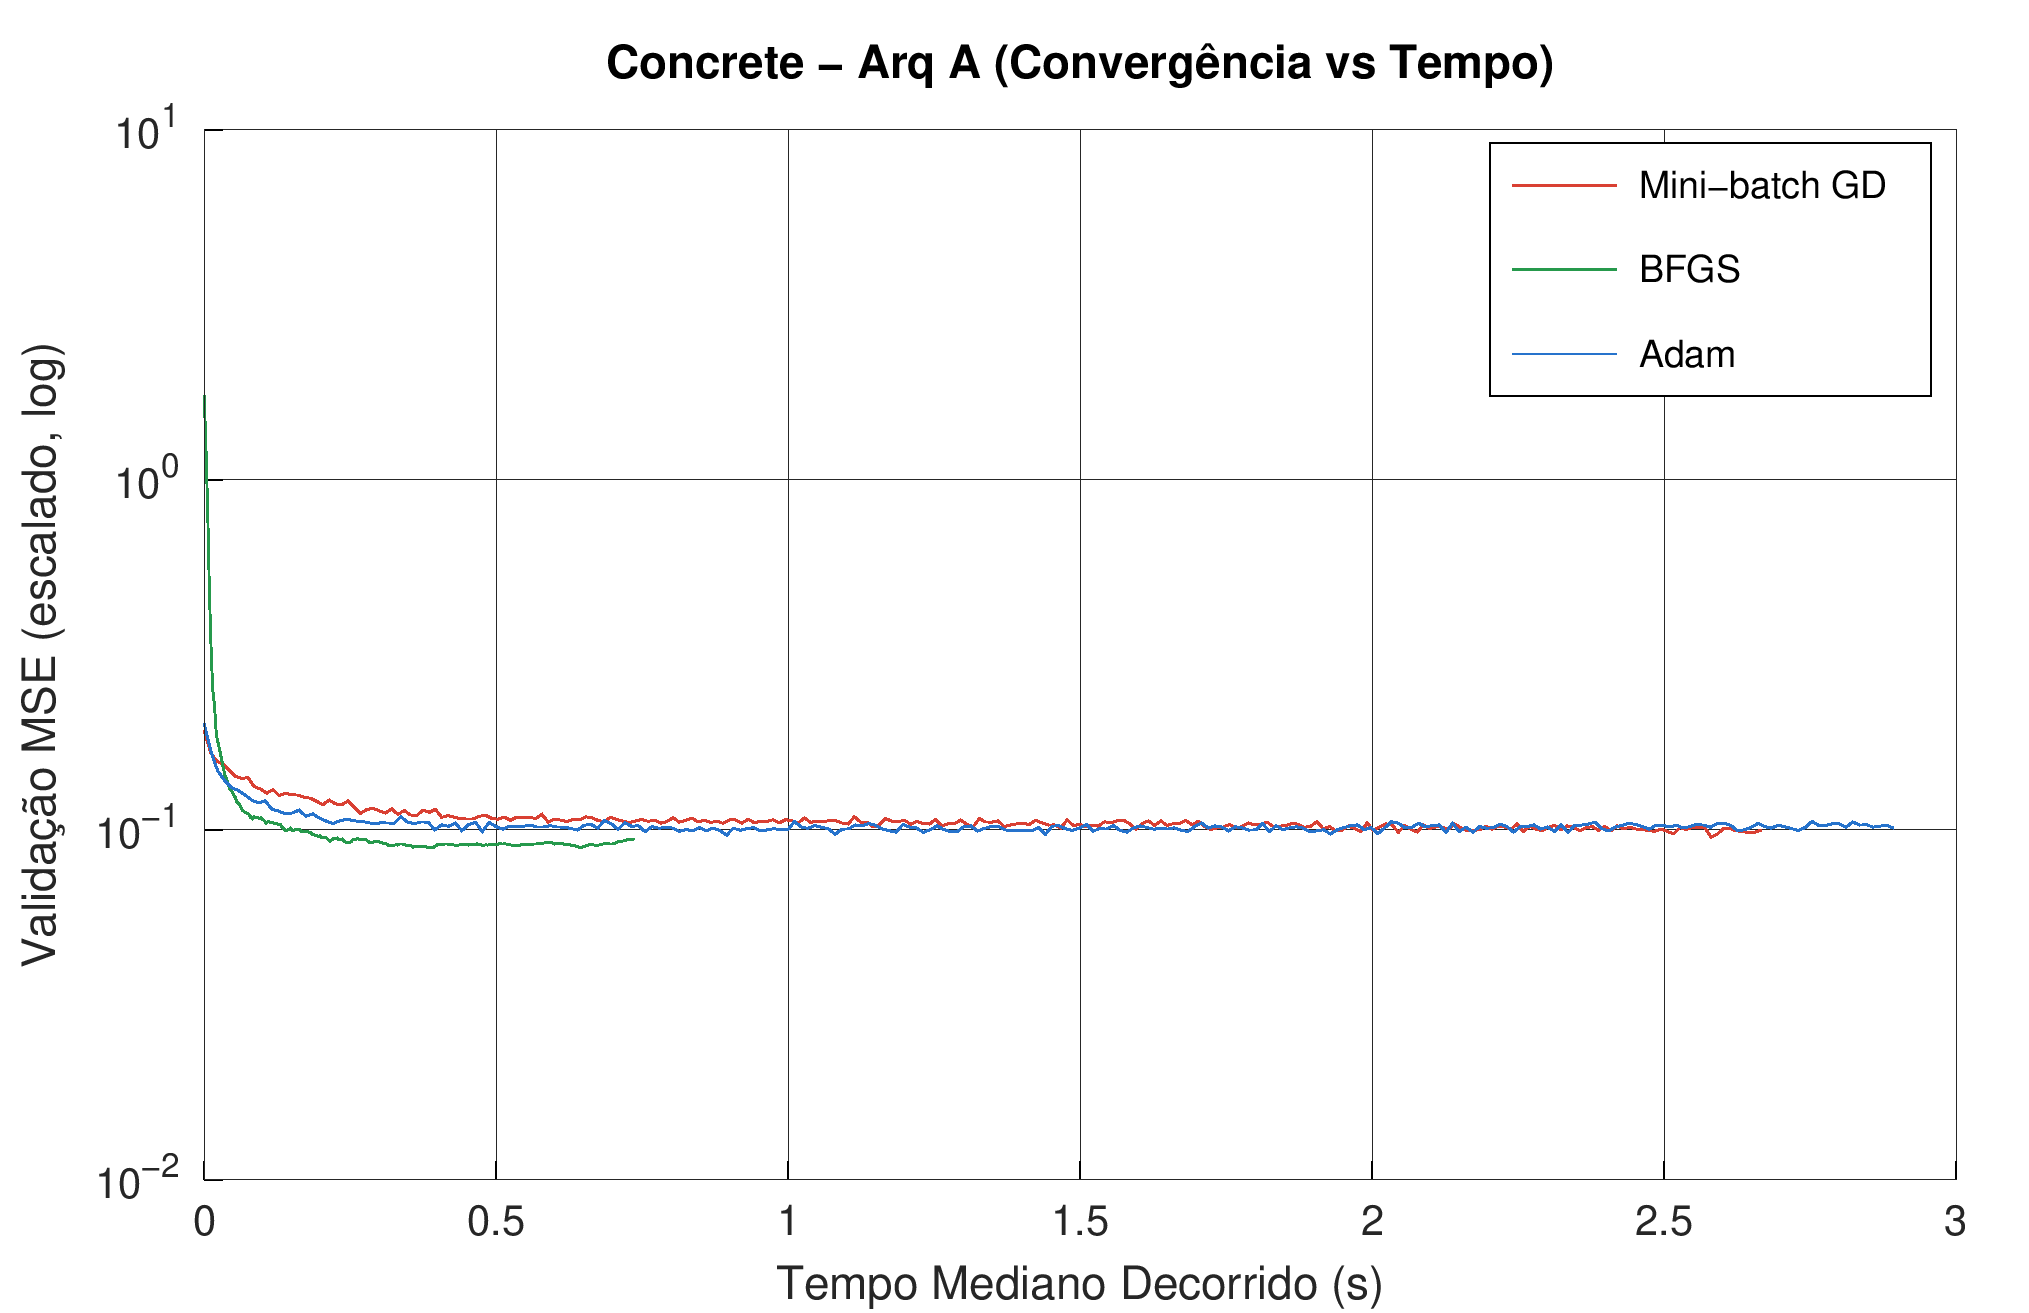 Concrete – Arq A (Convergência vs Tempo)
10^1
10^0
10^−1
10^−2
Validação MSE (escalado, log)
Mini−batch GD
BFGS
Adam
0 0.5 1 1.5 2 2.5 3
Tempo Mediano Decorrido (s)